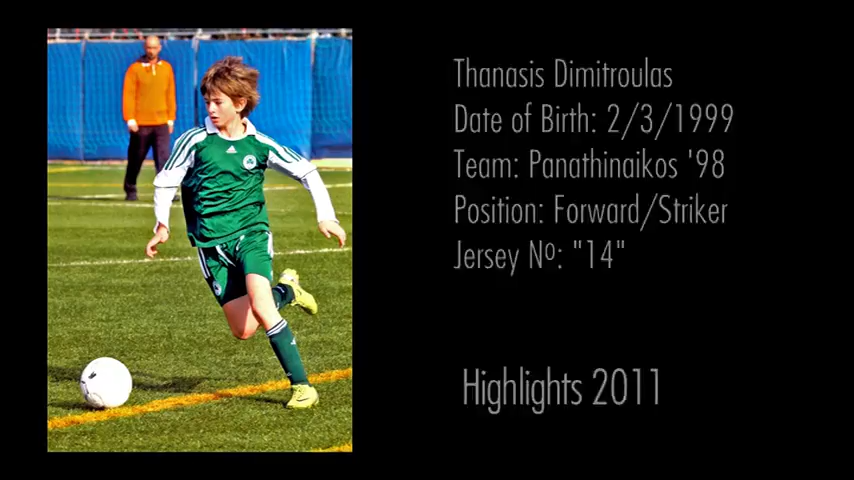 Thanasis Dimitroulas
Date of Birth: 2/3/1999
Team: Panathinaikos '98
Position: Forward/Striker
Jersey Nº: "14"
Highlights 2011